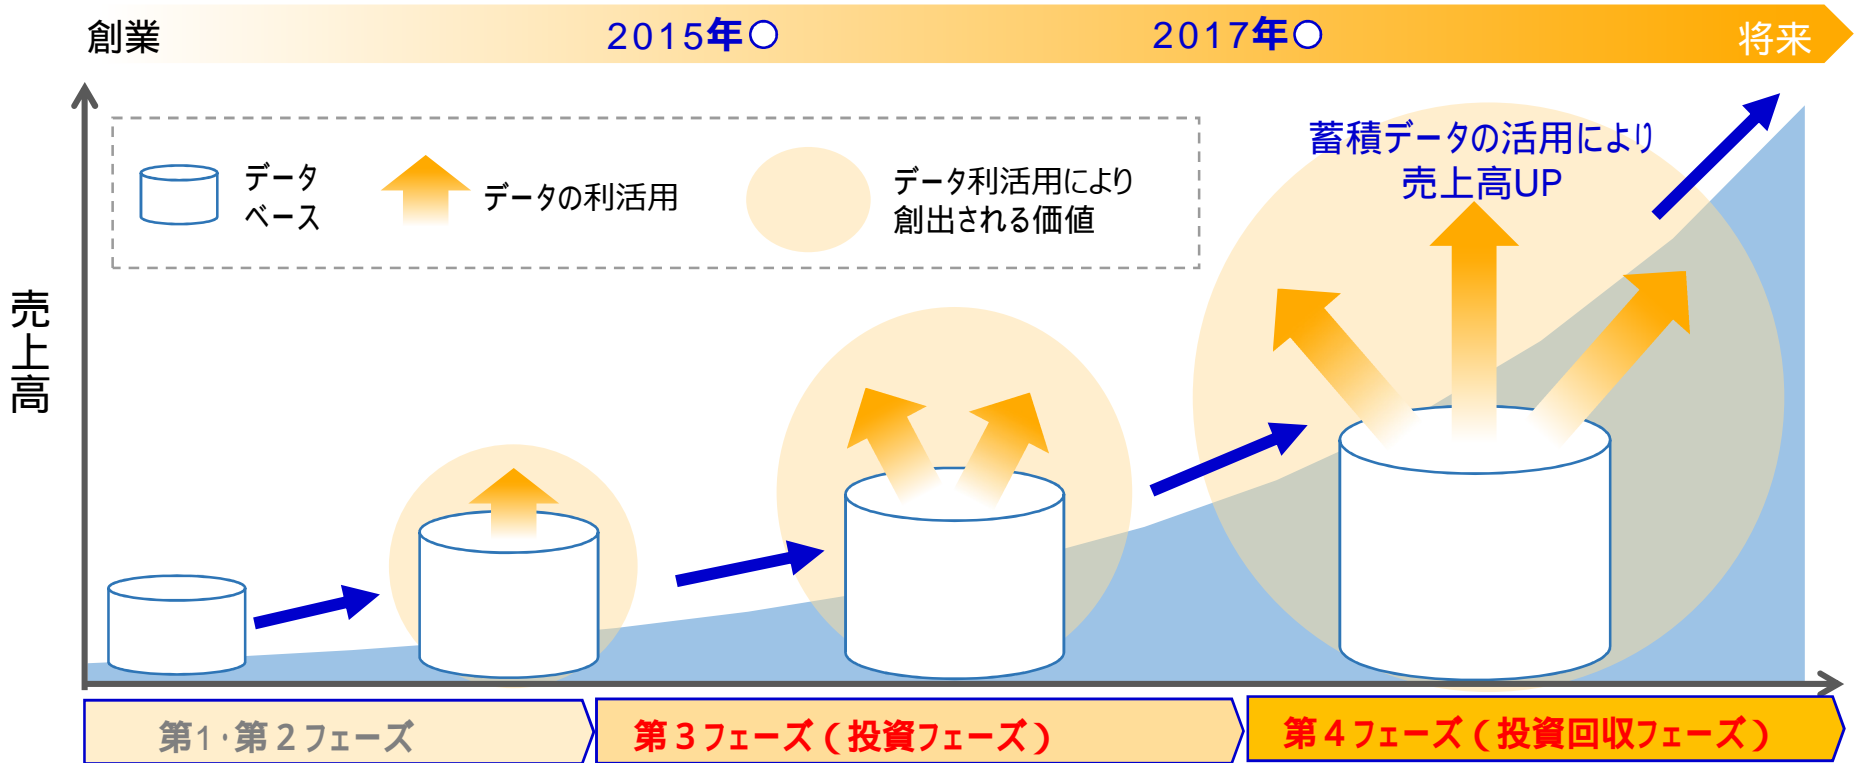 創業
2015年○
2017年○
将来
データ
ベース
データの利活用
データ利活用により
創出される価値
蓄積データの活用により
売上高UP
売上高
第1・第2フェーズ
第3フェーズ(投資フェーズ)
第4フェーズ(投資回収フェーズ)